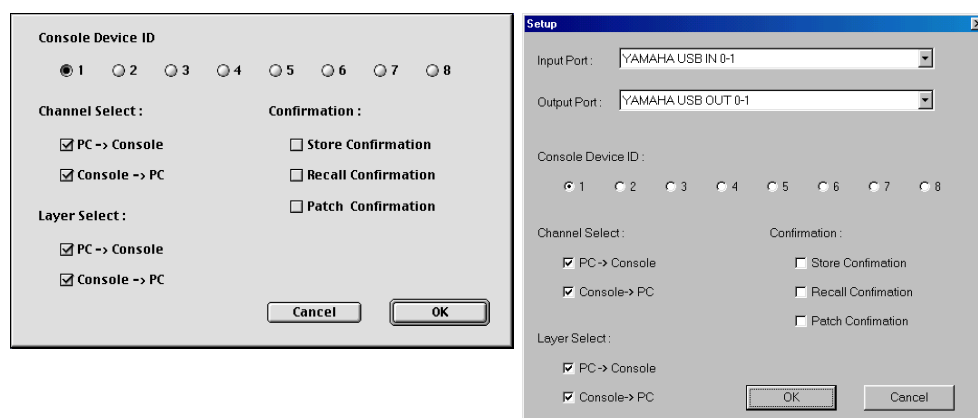 Console Device ID
1 2 3 4 5 6 7 8
Channel Select :
Confirmation :
PC -> Console
Store Confirmation
Console -> PC
Recall Confirmation
Patch Confirmation
Layer Select :
PC -> Console
Console -> PC
Cancel
OK
Setup
Input Port :
YAMAHA USB IN 0-1
Output Port :
YAMAHA USB OUT 0-1
Console Device ID :
1 2 3 4 5 6 7 8
Channel Select :
Confirmation :
PC-> Console
Store Confimation
Console-> PC
Recall Confimation
Patch Confimation
Layer Select :
PC-> Console
Console-> PC
OK
Cancel